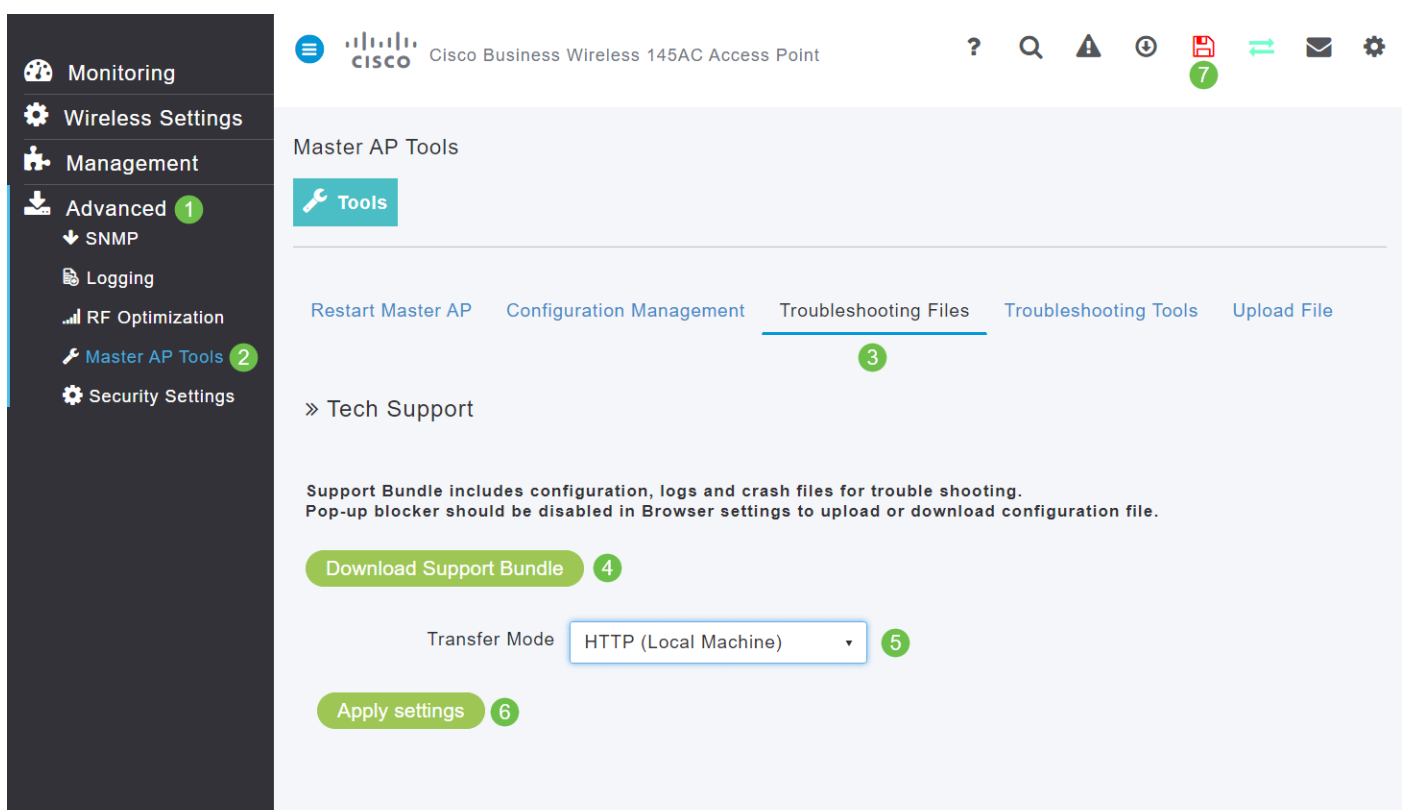 Monitoring
Wireless Settings
Management
Advanced 1
SNMP
Logging
RF Optimization
Master AP Tools 2
Security Settings
CISCO Cisco Business Wireless 145AC Access Point ?
7
Master AP Tools
Tools
Restart Master AP Configuration Management Troubleshooting Files Troubleshooting Tools Upload File
3
» Tech Support
Support Bundle includes configuration, logs and crash files for trouble shooting.
Pop-up blocker should be disabled in Browser settings to upload or download configuration file.
Download Support Bundle 4
Transfer Mode HTTP (Local Machine) 5
Apply settings 6